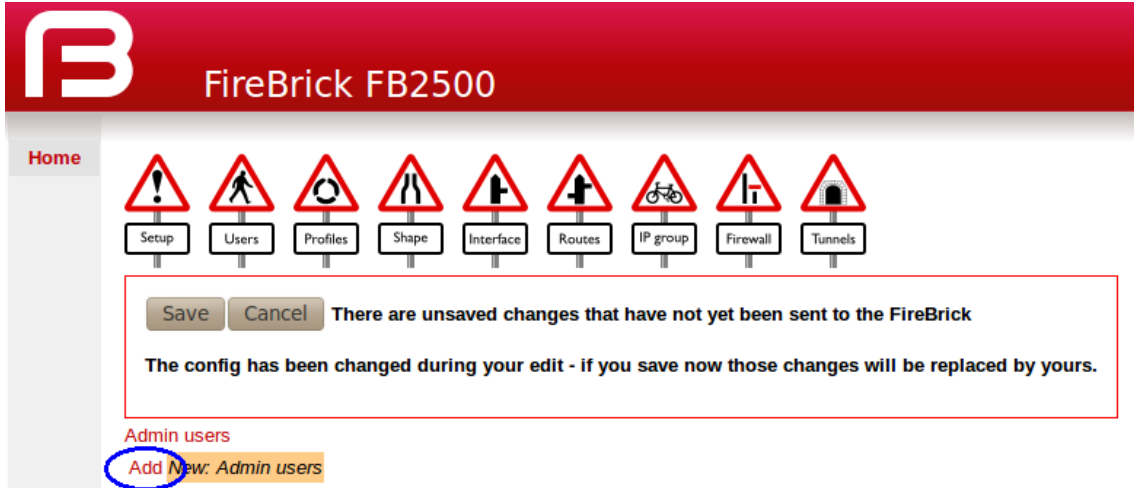 FB
FireBrick FB2500
Home
Setup Users Profiles Shape Interface Routes IP group Firewall Tunnels
Save Cancel There are unsaved changes that have not yet been sent to the FireBrick
The config has been changed during your edit - if you save now those changes will be replaced by yours.
Admin users
Add New: Admin users